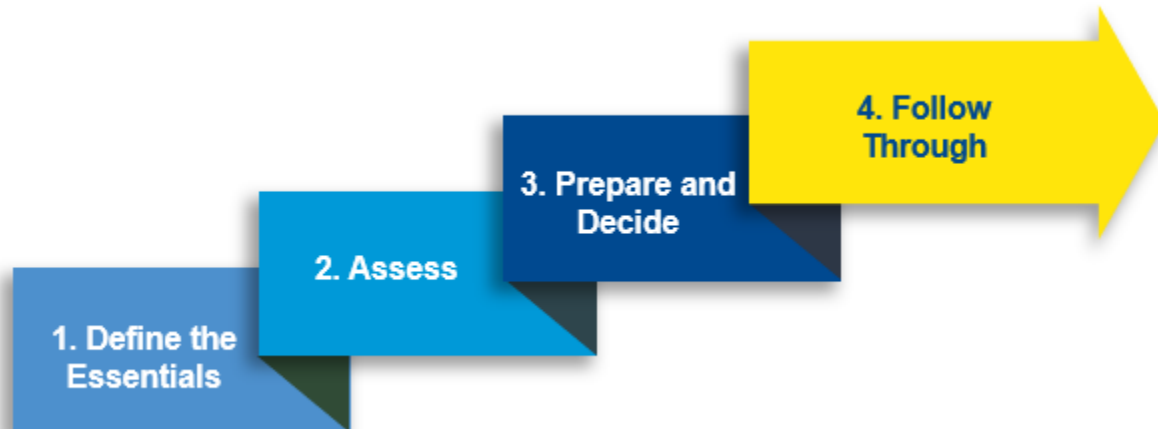 1. Define the
Essentials
2. Assess
3. Prepare and
Decide
4. Follow
Through